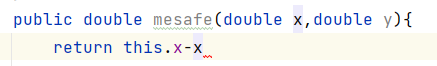 public double mesafe(double x,double y){
return this.x-x